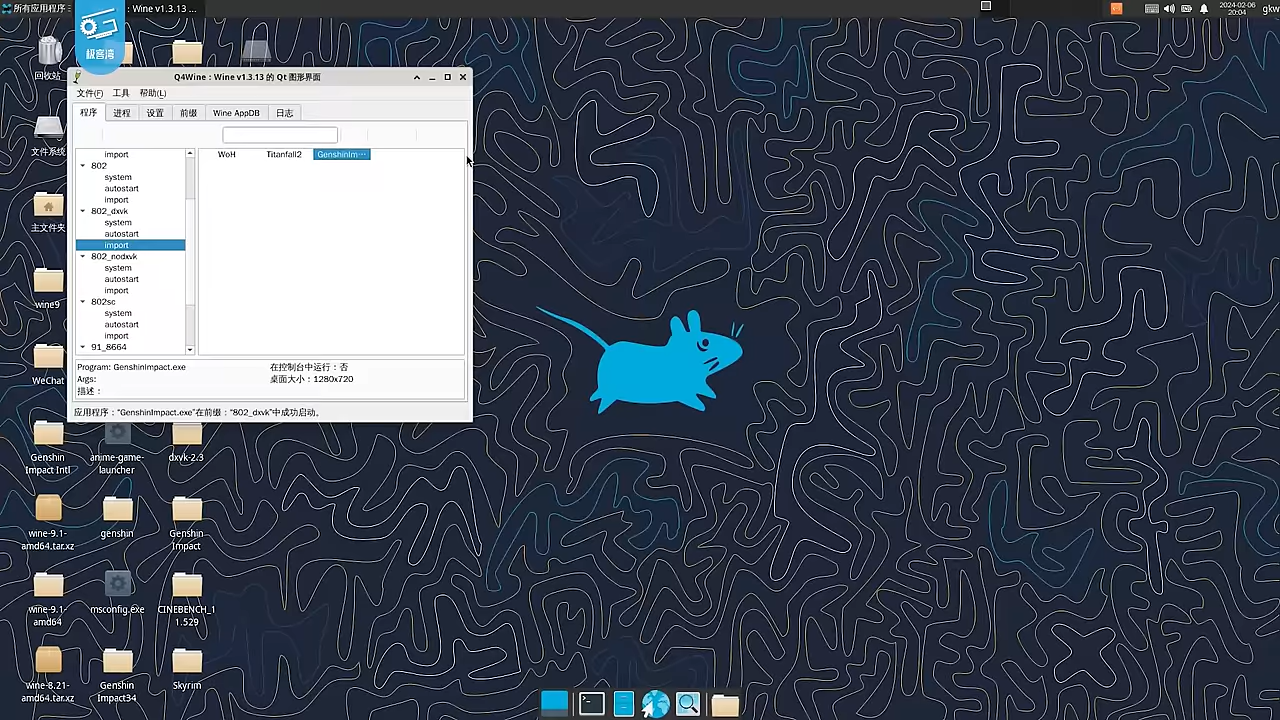 所有应用程序
: Wine v1.3.13 ...
2024-02-06
20:04
gkw
极客湾
回收站
文件系统
主文件夹
wine9
WeChat
Genshin
Impact Intl
anime-game-
launcher
dxvk-2.3
wine-9.1-
amd64.tar.xz
genshin
Genshin
Impact
wine-9.1-
amd64
msconfig.exe
CINEBENCH_1
1.529
wine-8.21-
amd64.tar.xz
Genshin
Impact34
Skyrim
Q4Wine : Wine v1.3.13 的 Qt 图形界面
文件(F) 工具 帮助(L)
程序 进程 设置 前缀 Wine AppDB 日志
import
802
system
autostart
import
802_dxvk
system
autostart
import
802_nodxvk
system
autostart
import
802sc
system
autostart
import
91_8664
WoH Titanfall2 GenshinIm···
Program: GenshinImpact.exe
在控制台中运行：否
Args:
桌面大小：1280x720
描述：
应用程序："GenshinImpact.exe"在前缀："802_dxvk"中成功启动。